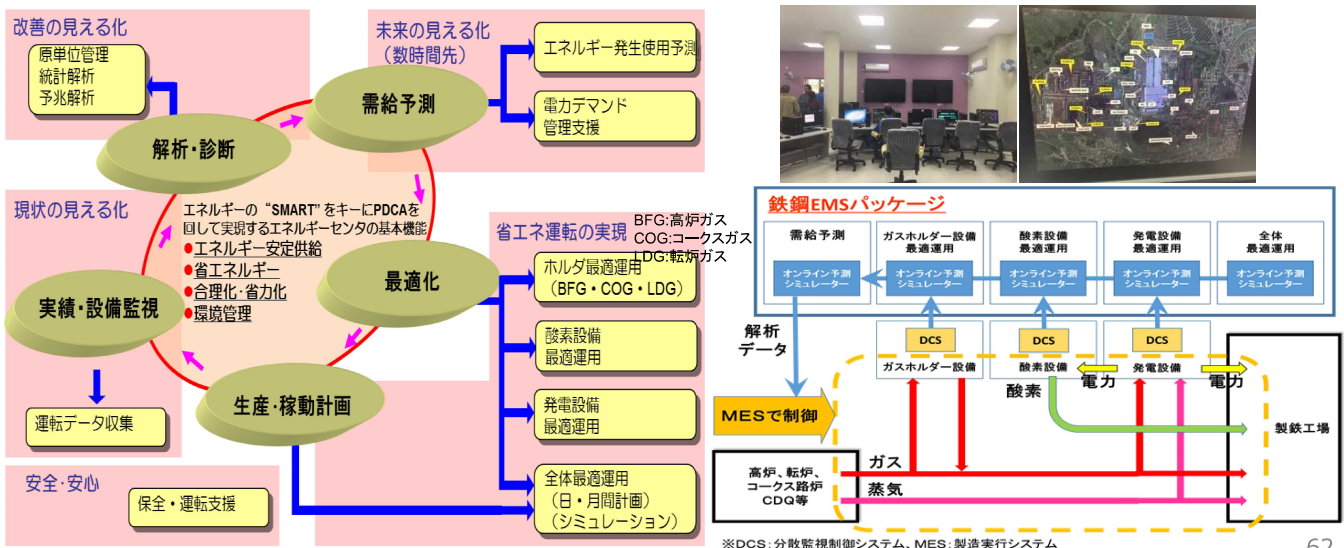 改善の見える化
原単位管理
統計解析
予兆解析
未来の見える化
(数時間先)
エネルギー発生使用予測
電力デマンド
管理支援
需給予測
解析・診断
現状の見える化
エネルギーの“SMART”をキーにPDCAを
回して実現するエネルギーセンタの基本機能
●エネルギー安定供給
●省エネルギー
●合理化・省力化
●環境管理
省エネ運転の実現
BFG:高炉ガス
COG:コークスガス
LDG:転炉ガス
最適化
ホルダ最適運用
(BFG・COG・LDG)
酸素設備
最適運用
発電設備
最適運用
全体最適運用
(日・月間計画)
(シミュレーション)
実績・設備監視
生産・稼動計画
運転データ収集
安全・安心
保全・運転支援
鉄鋼EMSパッケージ
需給予測
ガスホルダー設備
最適運用
酸素設備
最適運用
発電設備
最適運用
全体
最適運用
オンライン予測
シミュレーター
オンライン予測
シミュレーター
オンライン予測
シミュレーター
オンライン予測
シミュレーター
オンライン予測
シミュレーター
解析
データ
DCS
DCS
DCS
ガスホルダー設備
酸素設備
発電設備
電力
電力
酸素
MESで制御
製鉄工場
高炉、転炉、
コークス路炉
CDQ等
ガス
蒸気
※DCS:分散監視制御システム、MES:製造実行システム
62